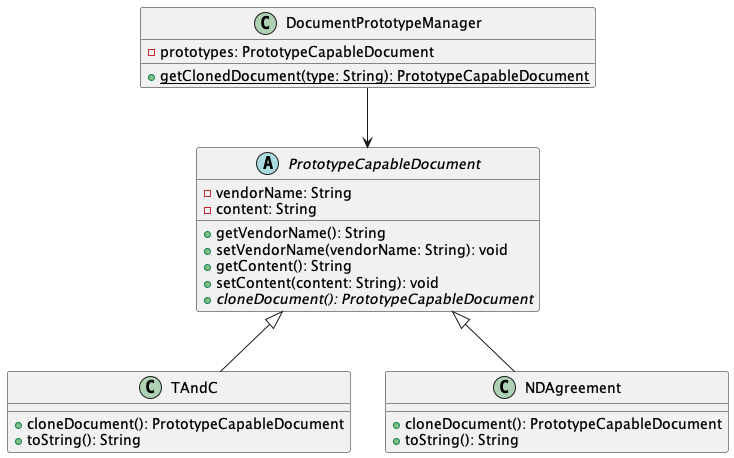 C DocumentPrototypeManager
prototypes: PrototypeCapableDocument
getClonedDocument(type: String): PrototypeCapableDocument
A PrototypeCapableDocument
vendorName: String
content: String
getVendorName(): String
setVendorName(vendorName: String): void
getContent(): String
setContent(content: String): void
cloneDocument(): PrototypeCapableDocument
C TAndC
cloneDocument(): PrototypeCapableDocument
toString(): String
C NDAgreement
cloneDocument(): PrototypeCapableDocument
toString(): String